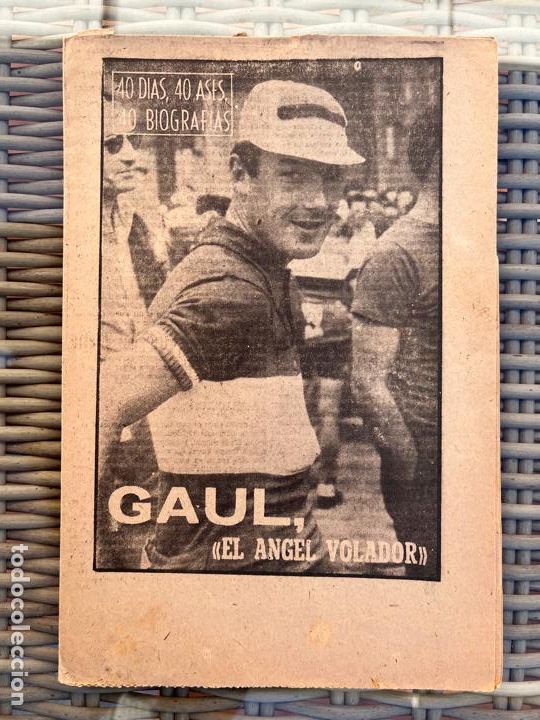 40 DIAS, 40 ASES,
40 BIOGRAFIAS
GAUL,
«EL ANGEL VOLADOR»
todocoleccion